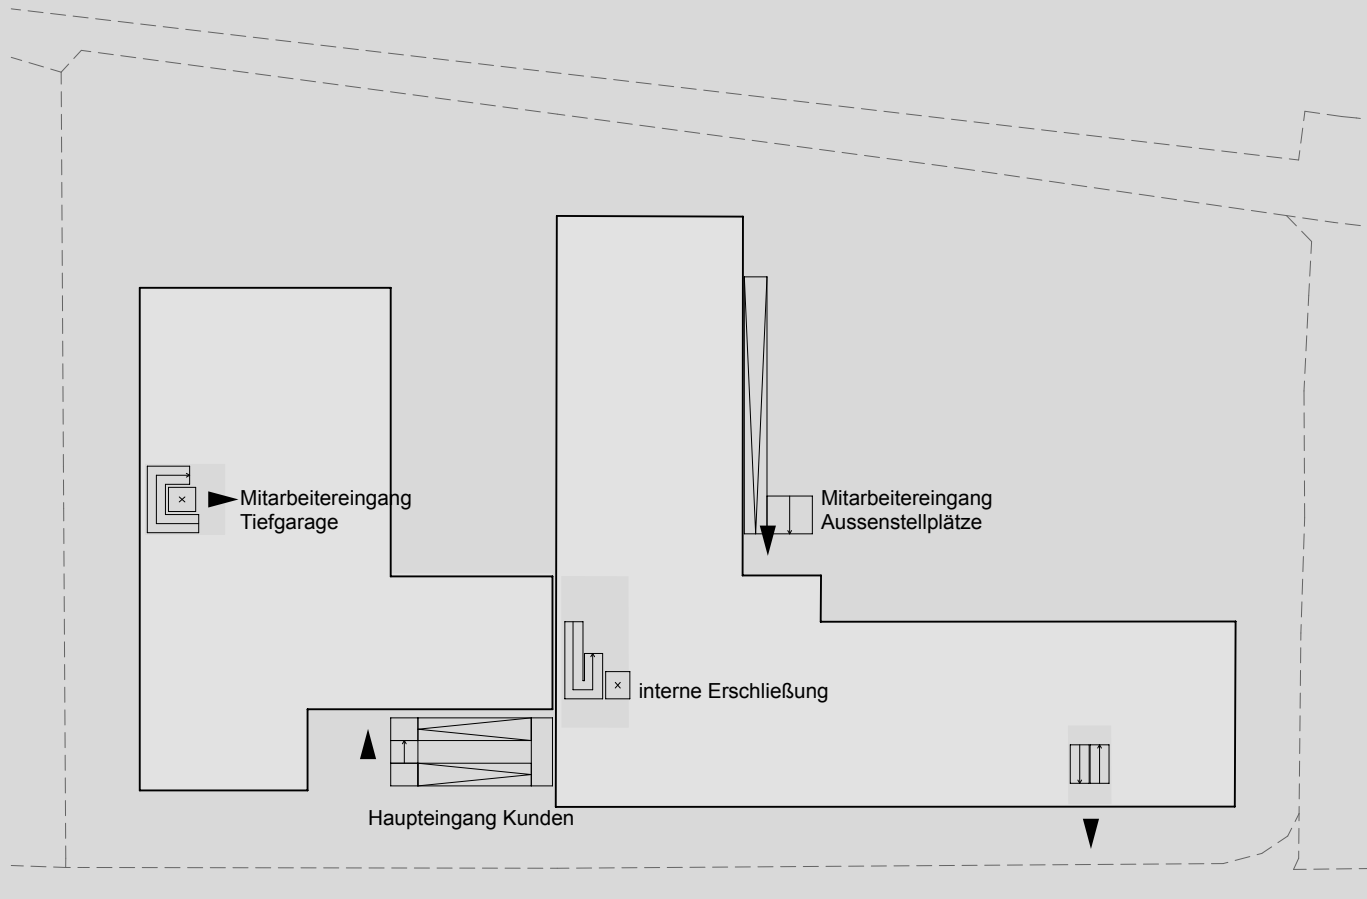 Mitarbeitereingang
Tiefgarage
Mitarbeitereingang
Aussenstellplätze
interne Erschließung
Haupteingang Kunden